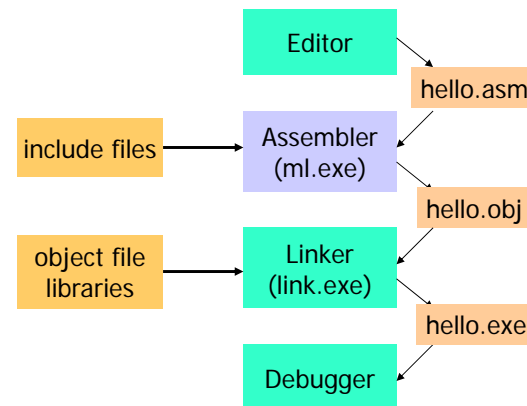 Editor
hello.asm
include files
Assembler
(ml.exe)
hello.obj
object file
libraries
Linker
(link.exe)
hello.exe
Debugger